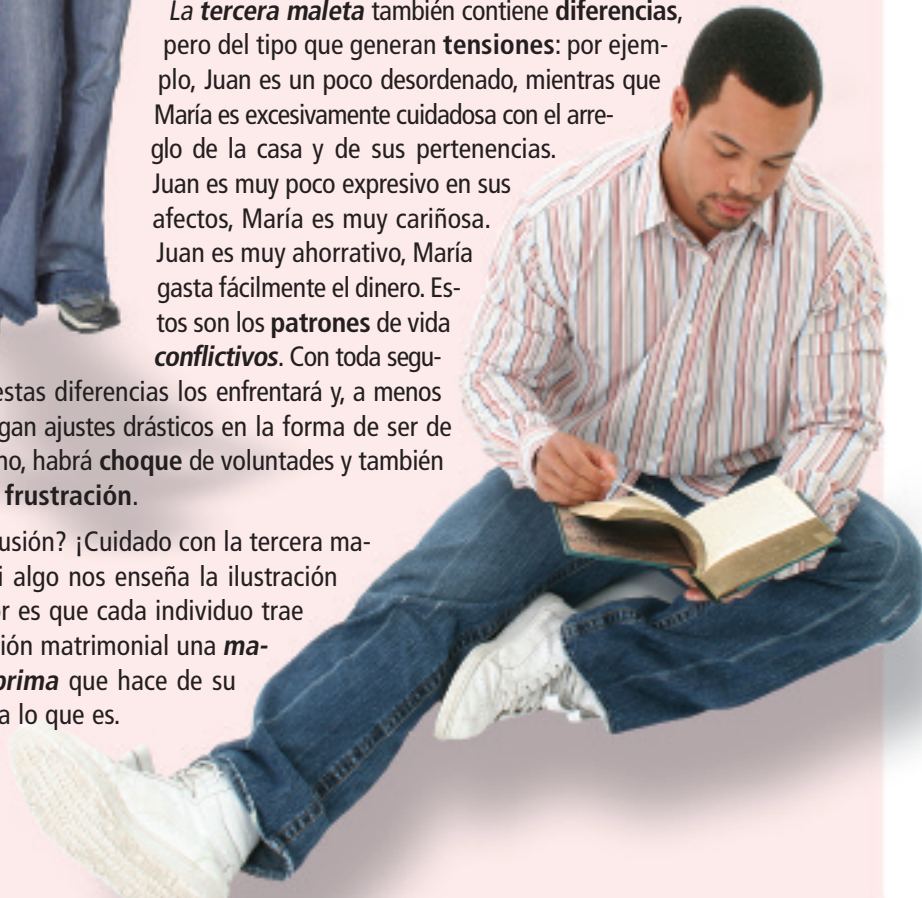 La tercera maleta también contiene diferencias,
pero del tipo que generan tensiones: por ejem-
plo, Juan es un poco desordenado, mientras que
María es excesivamente cuidadosa con el arre-
glo de la casa y de sus pertenencias.
Juan es muy poco expresivo en sus
afectos, María es muy cariñosa.
Juan es muy ahorrativo, María
gasta fácilmente el dinero. Es-
tos son los patrones de vida
conflictivos. Con toda segu-
estas diferencias los enfrentará y, a menos
gan ajustes drásticos en la forma de ser de
no, habrá choque de voluntades y también
frustración.
usión? ¡Cuidado con la tercera ma-
i algo nos enseña la ilustración
r es que cada individuo trae
ión matrimonial una ma-
prima que hace de su
a lo que es.